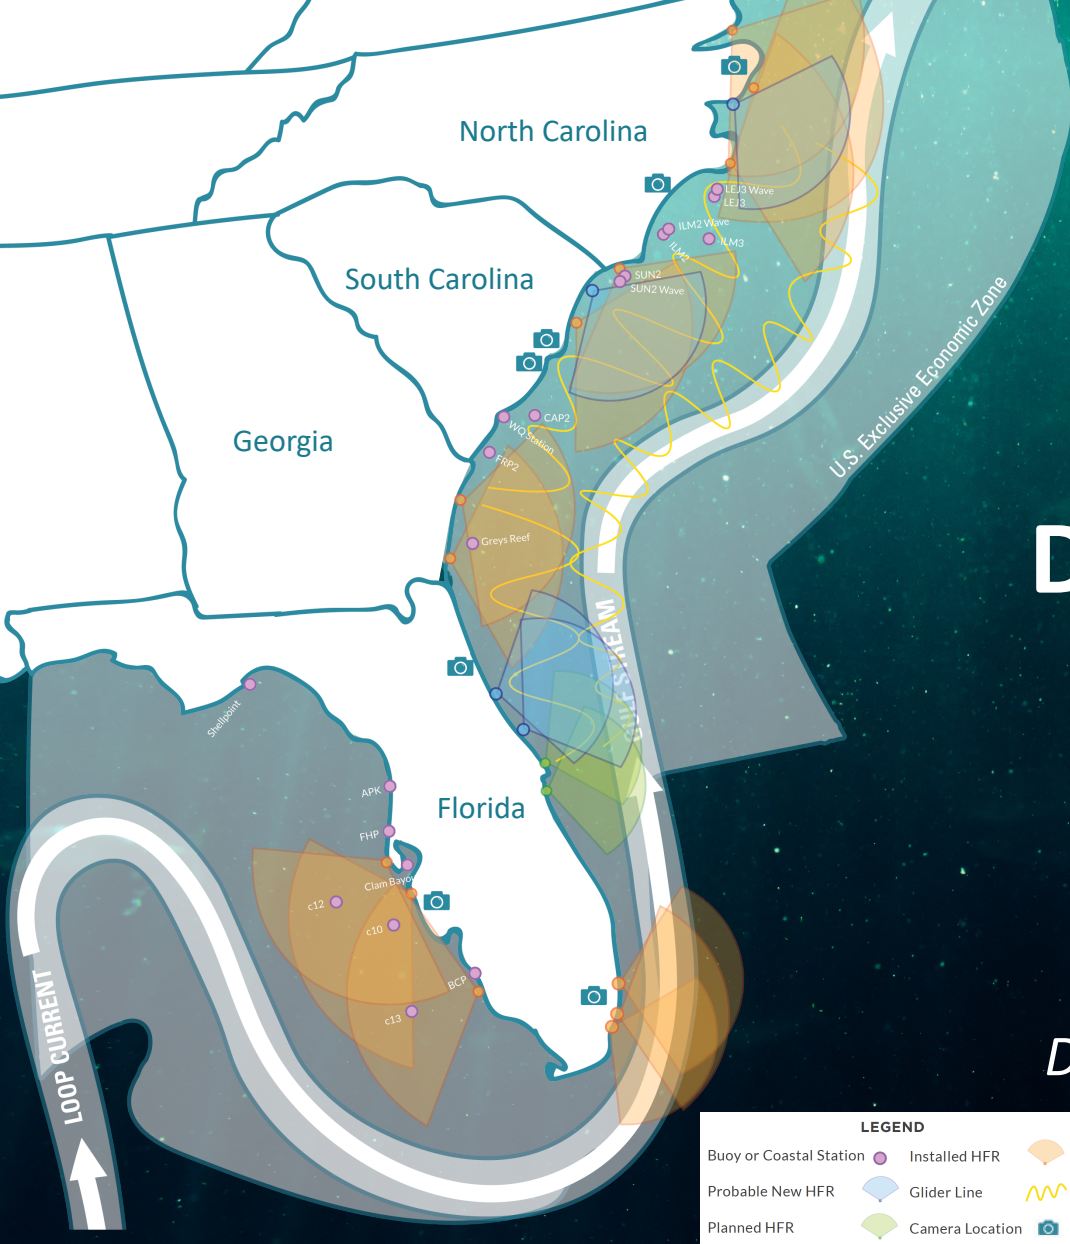 North Carolina
LEJ3 Wave
LEJ3
ILM2 Wave
ILM2
ILM3
SUN2
SUN2 Wave
South Carolina
U.S. Exclusive Economic Zone
CAP2
WQ Station
FRP2
Georgia
Greys Reef
D
GULF STREAM
Shellpoint
APK
FHP
Florida
Clam Bayou
c12
c10
BCP
c13
LOOP CURRENT
D
LEGEND
Buoy or Coastal Station
Installed HFR
Probable New HFR
Glider Line
Planned HFR
Camera Location